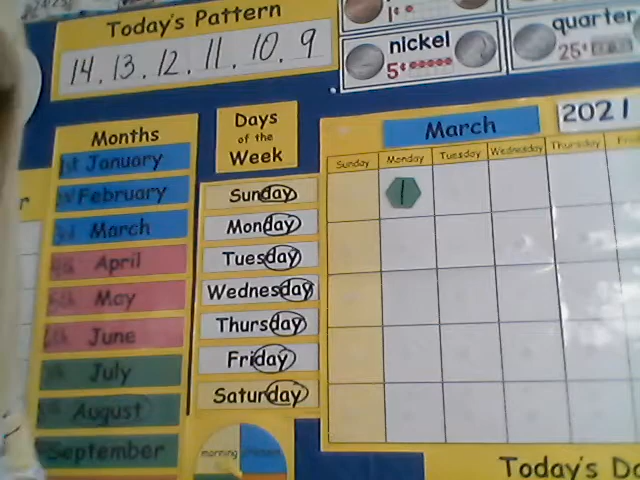 Today's Pattern
14, 13, 12, 11, 10, 9
1¢
nickel
5¢
quarter
25¢
Months
1st January
February
March
April
May
June
July
August
September
Days
of the
Week
Sunday
Monday
Tuesday
Wednesday
Thursday
Friday
Saturday
March
2021
Sunday Monday Tuesday Wednesday Thursday
1
morning
Today's